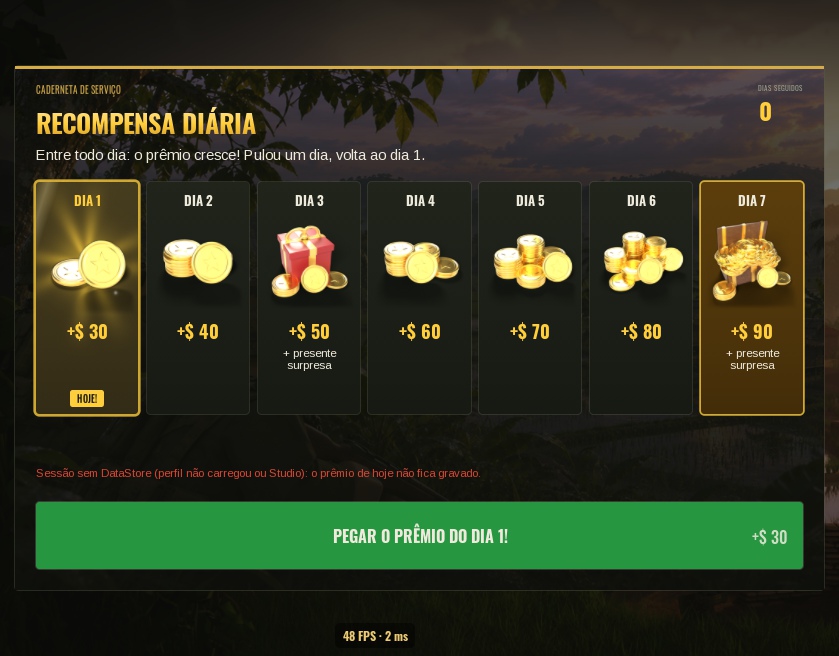 CADERNETA DE SERVIÇO
DIAS SEGUIDOS
RECOMPENSA DIÁRIA
0
Entre todo dia: o prêmio cresce! Pulou um dia, volta ao dia 1.
DIA 1
DIA 2
DIA 3
DIA 4
DIA 5
DIA 6
DIA 7
+$ 30
+$ 40
+$ 50
+$ 60
+$ 70
+$ 80
+$ 90
+ presente
surpresa
+ presente
surpresa
HOJE!
Sessão sem DataStore (perfil não carregou ou Studio): o prêmio de hoje não fica gravado.
PEGAR O PRÊMIO DO DIA 1!
+$ 30
48 FPS · 2 ms